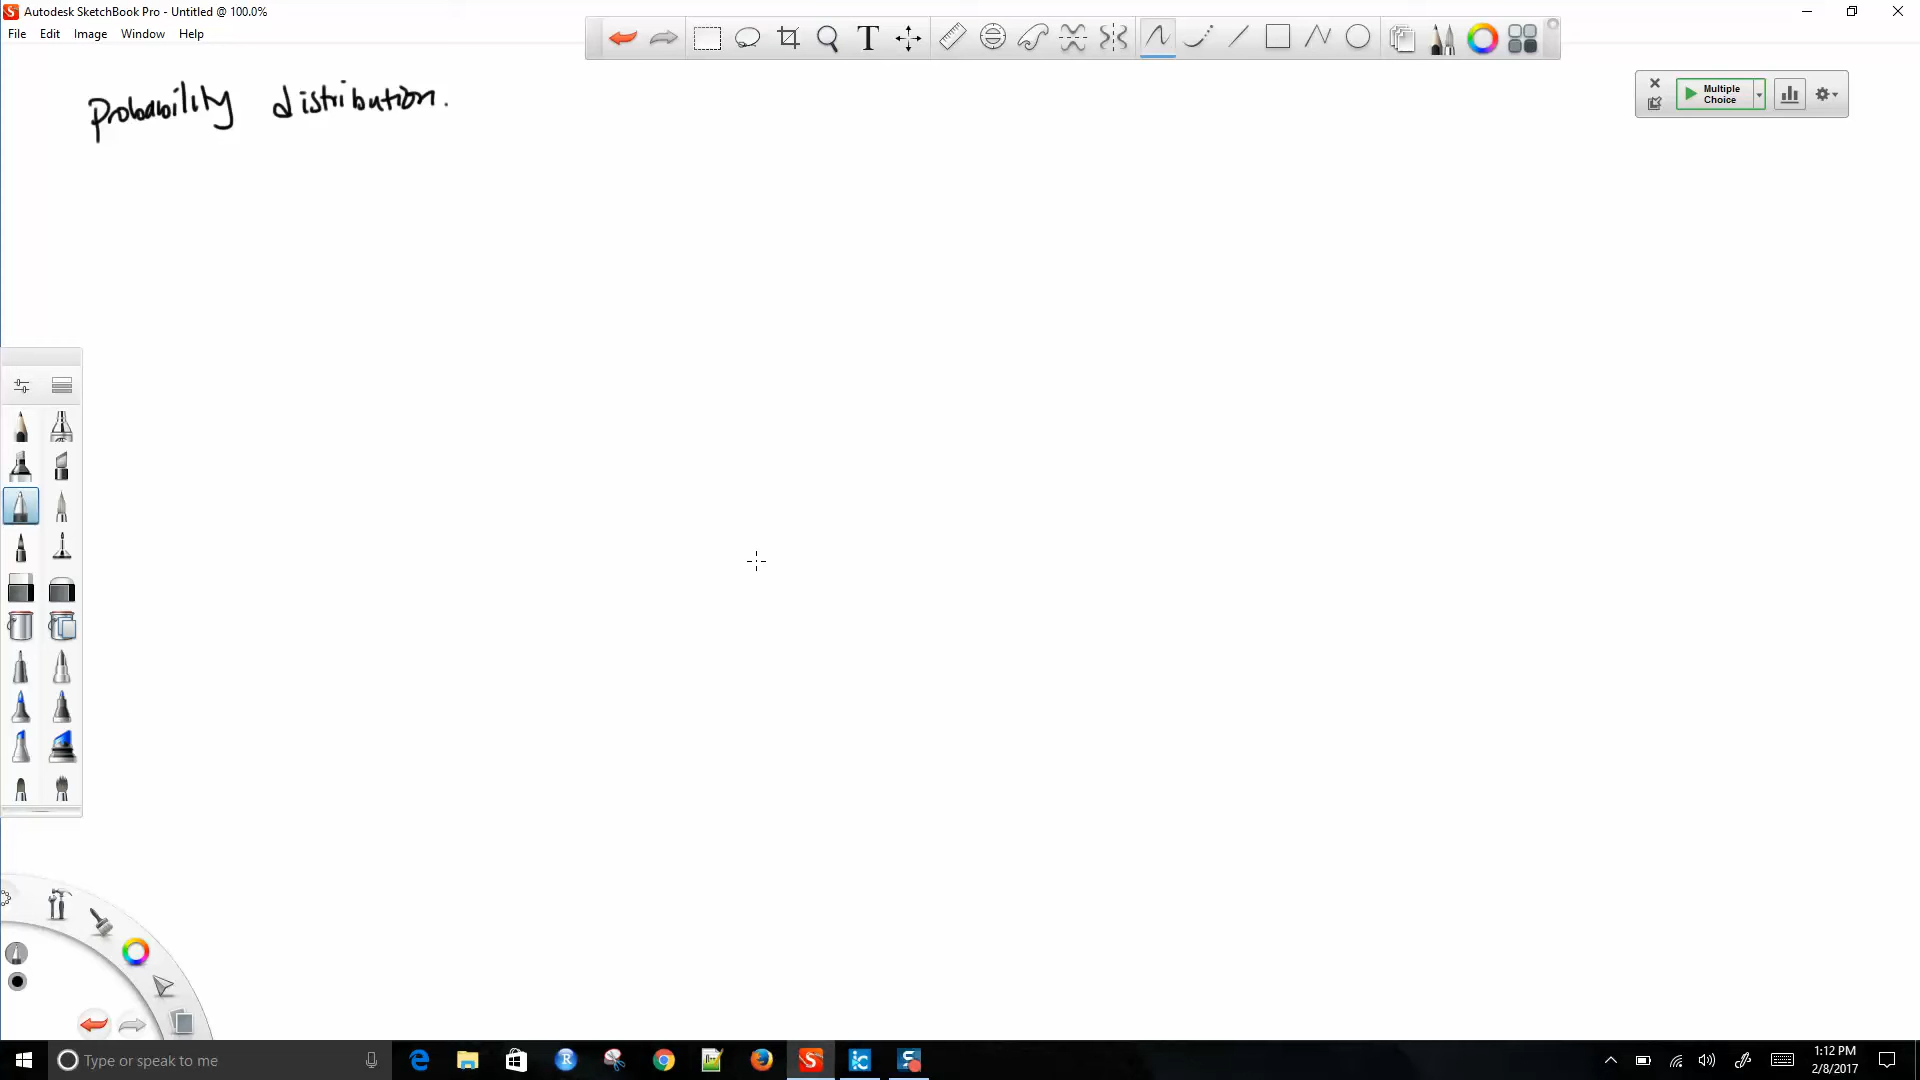 Autodesk SketchBook Pro - Untitled @ 100.0%
File Edit Image Window Help
T
Probability distribution.
Multiple
Choice
Type or speak to me
1:12 PM
2/8/2017